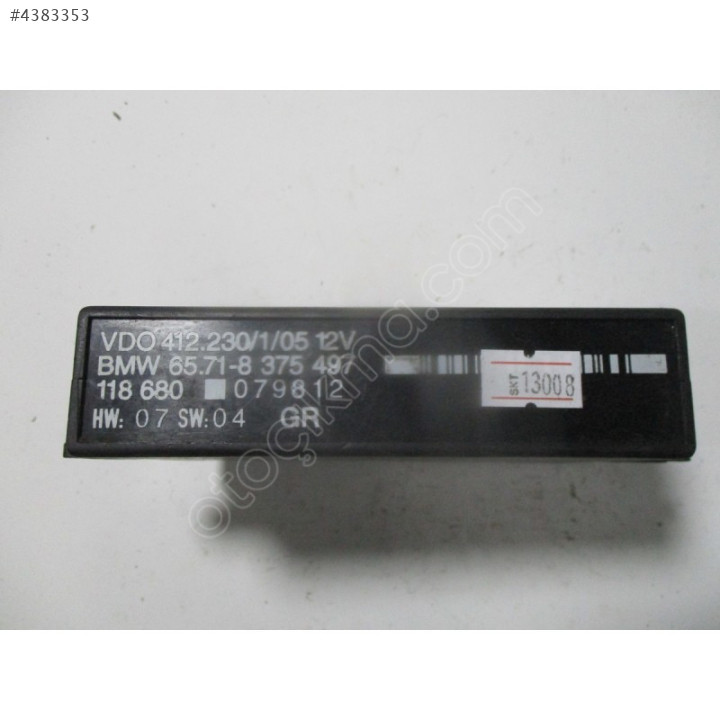 #4383353
VDO 412.230/1/05 12V
BMW 65.71-8 375 497
118 680 079812
HW: 07 SW: 04 GR
SKT 13008
otoçıkma.com